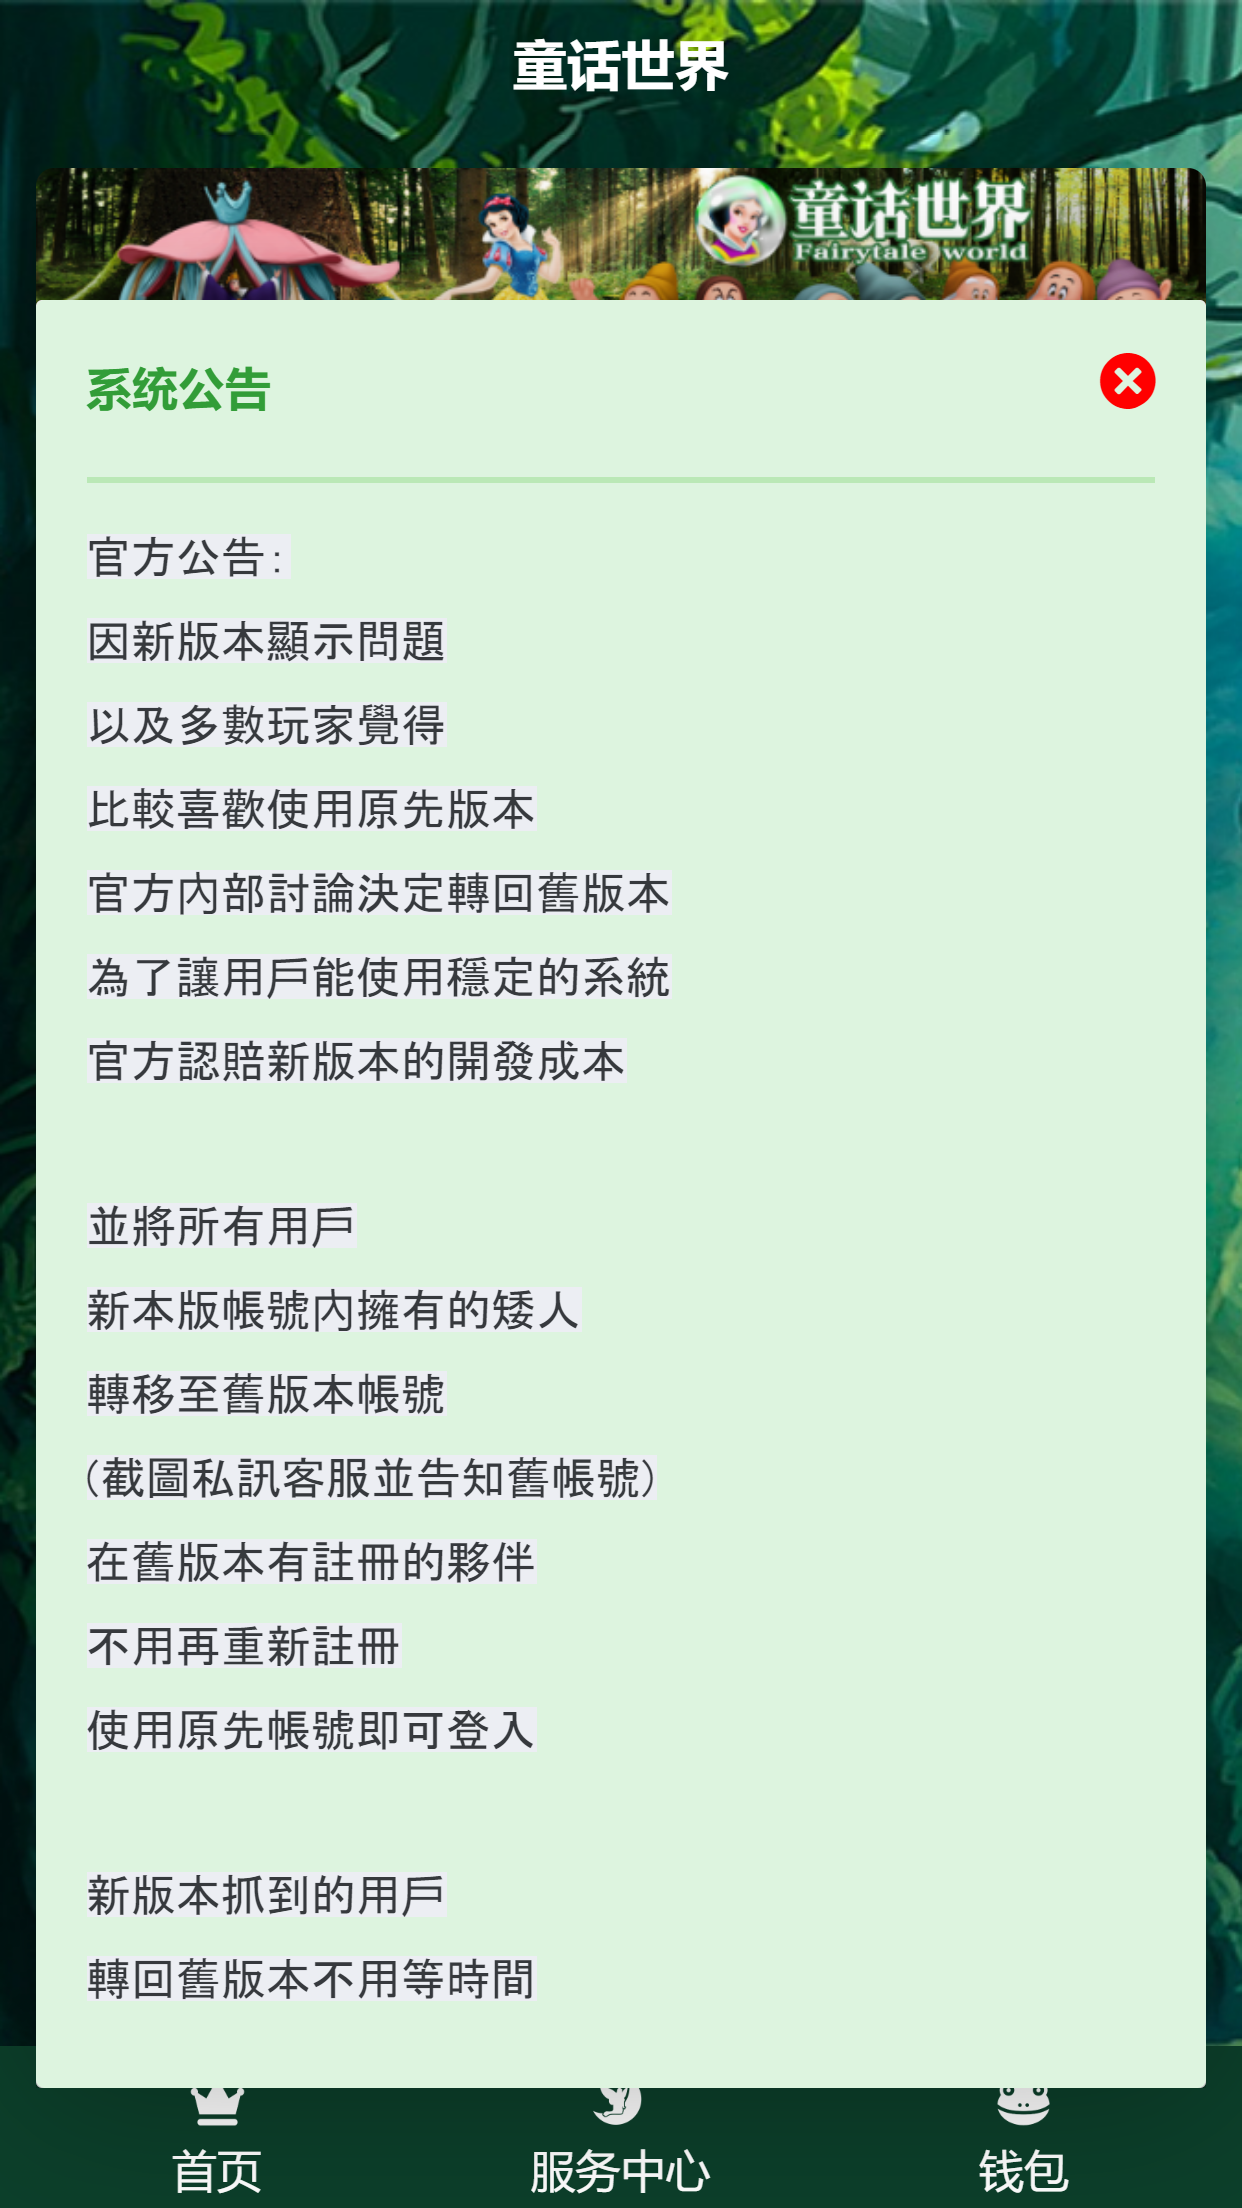 童话世界
童话世界
Fairytale world
系统公告
官方公告:
因新版本顯示問題
以及多數玩家覺得
比較喜歡使用原先版本
官方內部討論決定轉回舊版本
為了讓用戶能使用穩定的系統
官方認賠新版本的開發成本
並將所有用戶
新本版帳號內擁有的矮人
轉移至舊版本帳號
(截圖私訊客服並告知舊帳號)
在舊版本有註冊的夥伴
不用再重新註冊
使用原先帳號即可登入
新版本抓到的用戶
轉回舊版本不用等時間
首页
服务中心
钱包